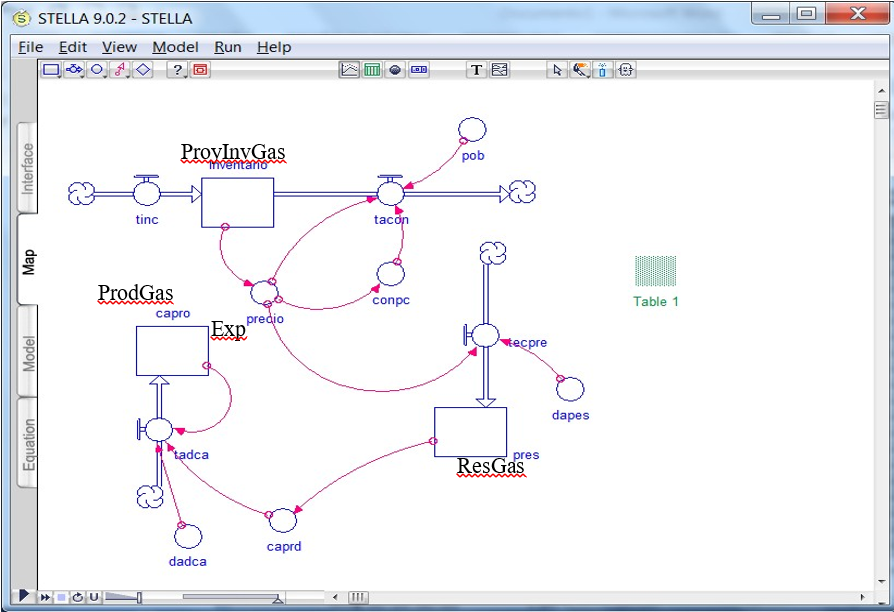 STELLA 9.0.2 - STELLA
File Edit View Model Run Help
? T
Interface
Map
Model
Equation
ProvInvGas
Inventario
pob
tinc
tacon
conpc
precio
Table 1
ProdGas
capro
Exp
tecpre
dapes
tadca
pres
ResGas
caprd
dadca
U